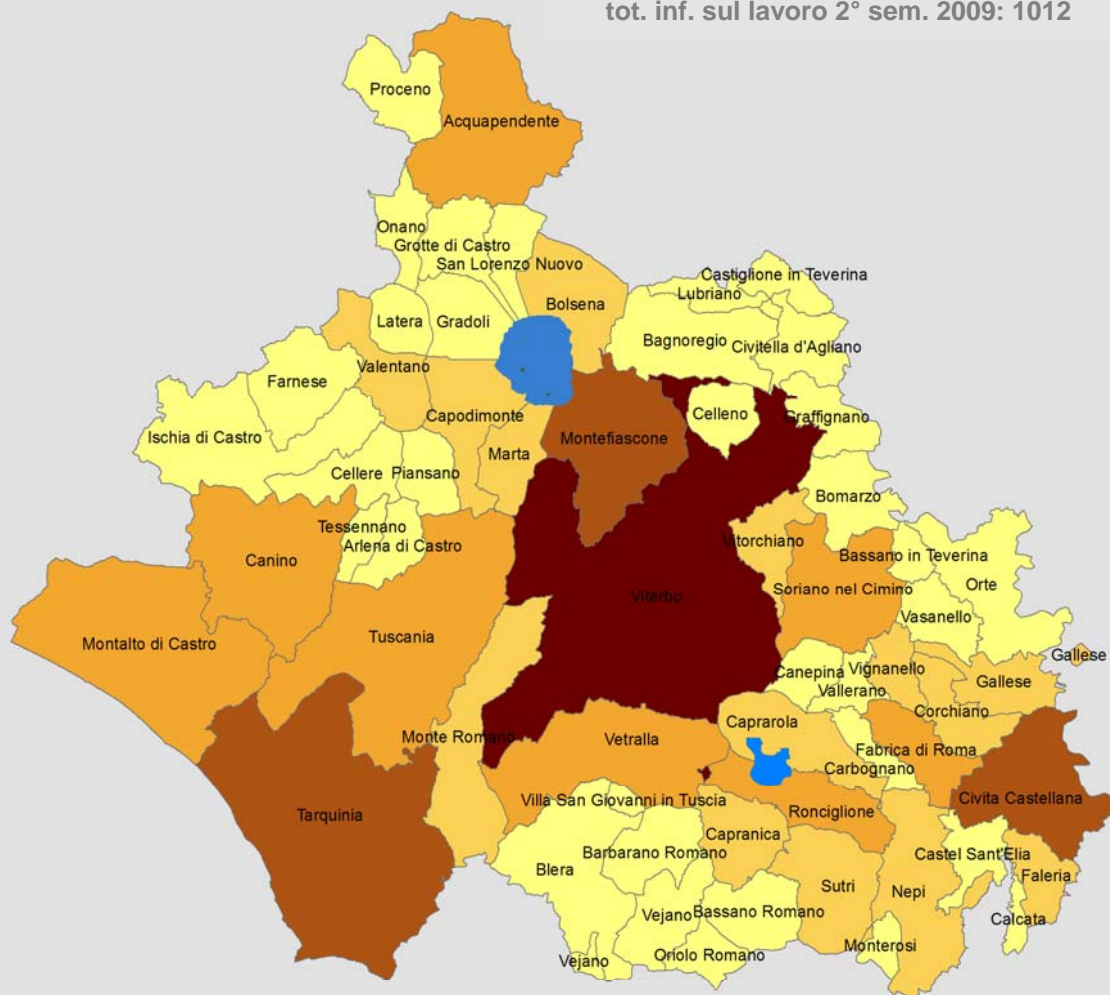 tot. inf. sul lavoro 2° sem. 2009: 1012
Proceno
Acquapendente
Onano
Grotte di Castro
San Lorenzo Nuovo
Castiglione in Teverina
Lubriano
Bolsena
Latera
Gradoli
Bagnoregio
Civitella d'Agliano
Valentano
Farnese
Capodimonte
Celleno
Graffignano
Ischia di Castro
Montefiascone
Marta
Cellere
Piansano
Bomarzo
Tessennano
Arlena di Castro
Vitorchiano
Bassano in Teverina
Canino
Soriano nel Cimino
Orte
Viterbo
Vasanello
Tuscania
Montalto di Castro
Gallese
Canepina
Vignanello
Vallerano
Gallese
Corchiano
Caprarola
Monte Romano
Vetralla
Fabrica di Roma
Carbognano
Civita Castellana
Villa San Giovanni in Tuscia
Ronciglione
Tarquinia
Capranica
Barbarano Romano
Castel Sant'Elia
Blera
Faleria
Sutri
Nepi
Vejano
Bassano Romano
Calcata
Monterosi
Oriolo Romano
Vejano